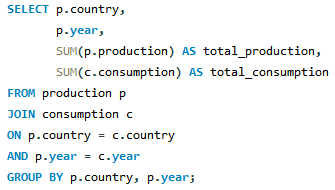 SELECT p.country,
p.year,
SUM(p.production) AS total_production,
SUM(c.consumption) AS total_consumption
FROM production p
JOIN consumption c
ON p.country = c.country
AND p.year = c.year
GROUP BY p.country, p.year;